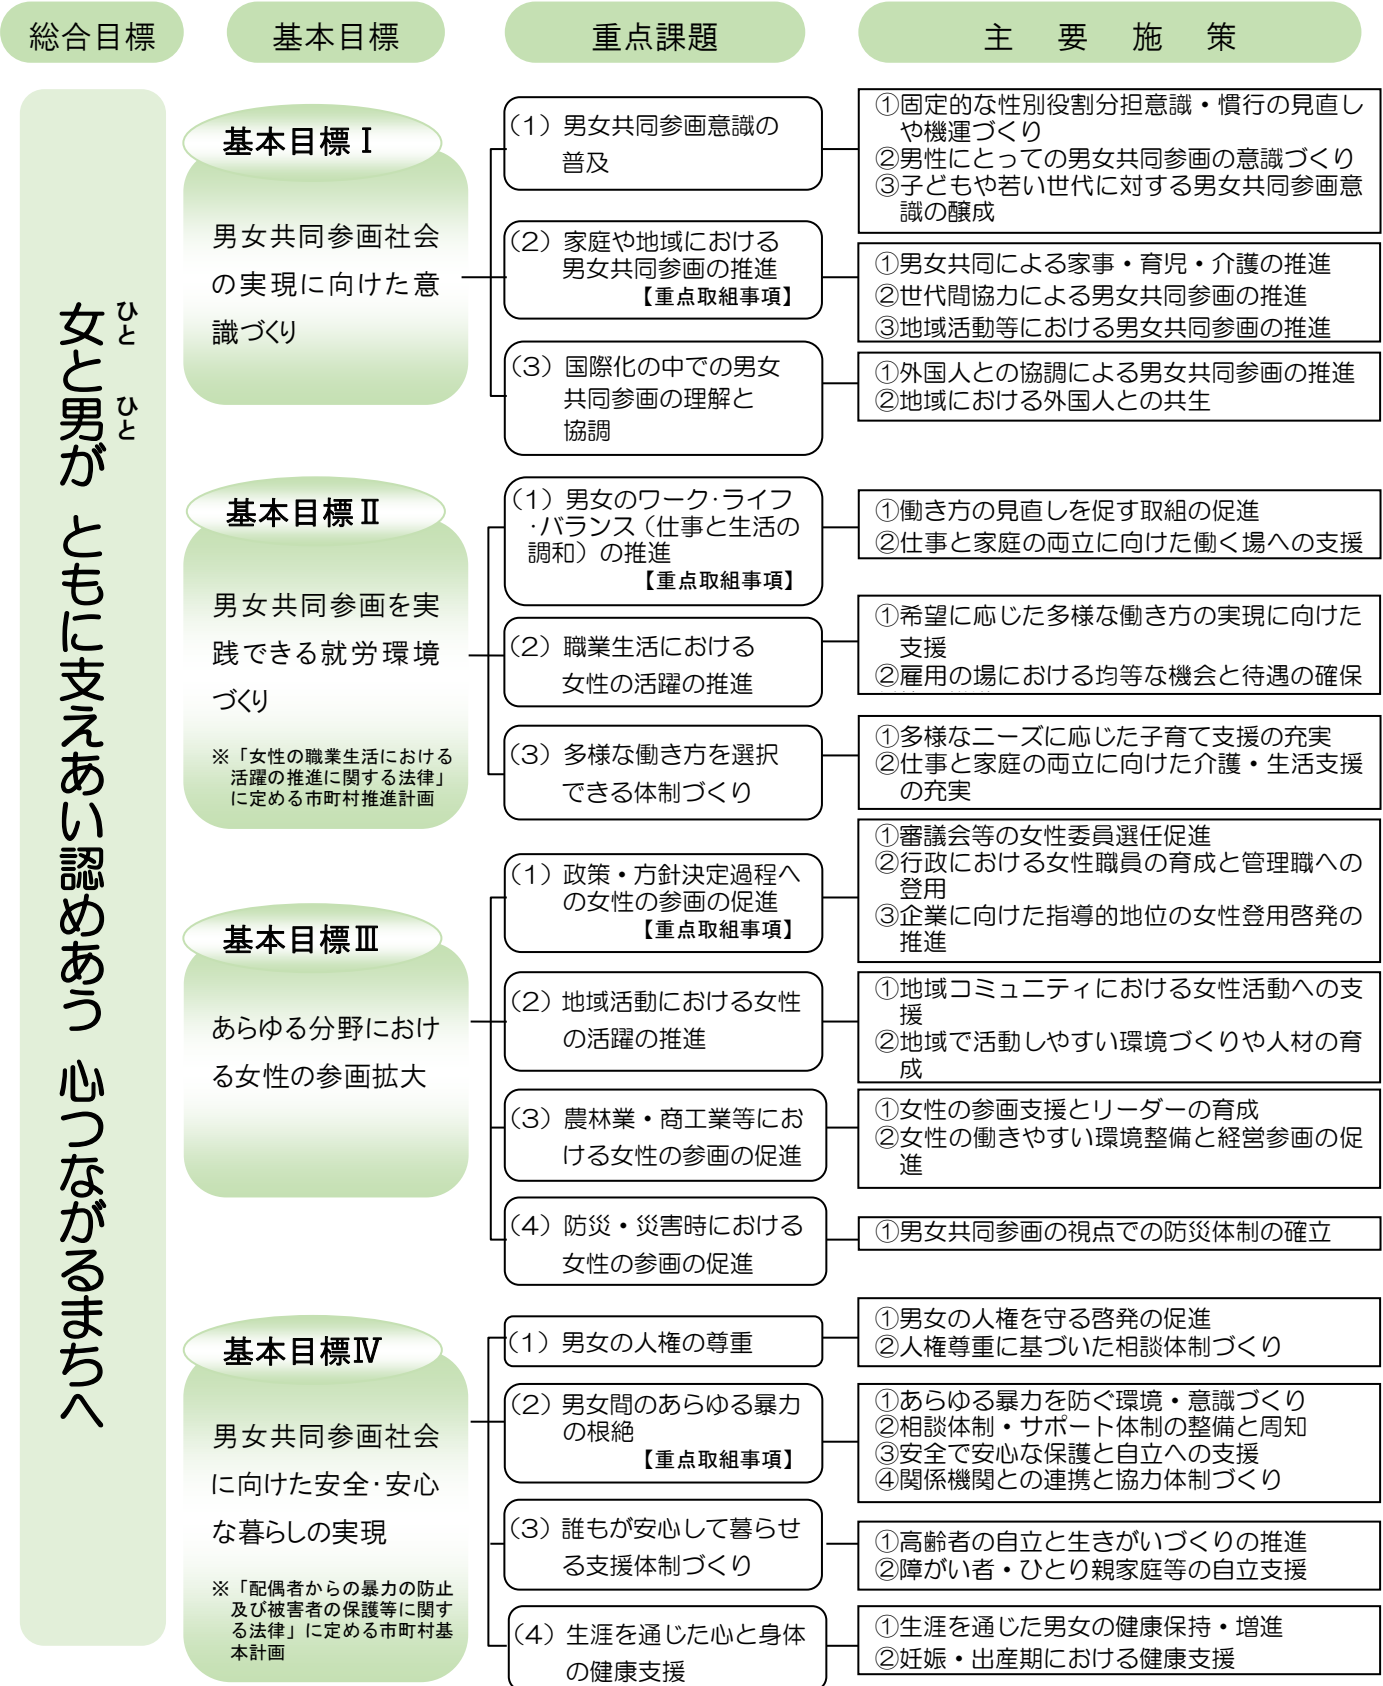 総合目標
基本目標
重点課題
主 要 施 策
女と男が ともに支えあい認めあう 心つながるまちへ
ひと
ひと
基本目標Ⅰ
男女共同参画社会
の実現に向けた意
識づくり
(1) 男女共同参画意識の
普及
①固定的な性別役割分担意識・慣行の見直し
や機運づくり
②男性にとっての男女共同参画の意識づくり
③子どもや若い世代に対する男女共同参画意
識の醸成
(2) 家庭や地域における
男女共同参画の推進
【重点取組事項】
①男女共同による家事・育児・介護の推進
②世代間協力による男女共同参画の推進
③地域活動等における男女共同参画の推進
(3) 国際化の中での男女
共同参画の理解と
協調
①外国人との協調による男女共同参画の推進
②地域における外国人との共生
基本目標Ⅱ
男女共同参画を実
践できる就労環境
づくり
※「女性の職業生活における
活躍の推進に関する法律」
に定める市町村推進計画
(1) 男女のワーク・ライフ
・バランス(仕事と生活の
調和)の推進
【重点取組事項】
①働き方の見直しを促す取組の促進
②仕事と家庭の両立に向けた働く場への支援
(2) 職業生活における
女性の活躍の推進
①希望に応じた多様な働き方の実現に向けた
支援
②雇用の場における均等な機会と待遇の確保
(3) 多様な働き方を選択
できる体制づくり
①多様なニーズに応じた子育て支援の充実
②仕事と家庭の両立に向けた介護・生活支援
の充実
基本目標Ⅲ
あらゆる分野におけ
る女性の参画拡大
(1) 政策・方針決定過程へ
の女性の参画の促進
【重点取組事項】
①審議会等の女性委員選任促進
②行政における女性職員の育成と管理職への
登用
③企業に向けた指導的地位の女性登用啓発の
推進
(2) 地域活動における女性
の活躍の推進
①地域コミュニティにおける女性活動への支
援
②地域で活動しやすい環境づくりや人材の育
成
(3) 農林業・商工業等にお
ける女性の参画の促進
①女性の参画支援とリーダーの育成
②女性の働きやすい環境整備と経営参画の促
進
(4) 防災・災害時における
女性の参画の促進
①男女共同参画の視点での防災体制の確立
基本目標Ⅳ
男女共同参画社会
に向けた安全・安心
な暮らしの実現
※「配偶者からの暴力の防止
及び被害者の保護等に関す
る法律」に定める市町村基
本計画
(1) 男女の人権の尊重
①男女の人権を守る啓発の促進
②人権尊重に基づいた相談体制づくり
(2) 男女間のあらゆる暴力
の根絶
【重点取組事項】
①あらゆる暴力を防ぐ環境・意識づくり
②相談体制・サポート体制の整備と周知
③安全で安心な保護と自立への支援
④関係機関との連携と協力体制づくり
(3) 誰もが安心して暮らせ
る支援体制づくり
①高齢者の自立と生きがいづくりの推進
②障がい者・ひとり親家庭等の自立支援
(4) 生涯を通じた心と身体
の健康支援
①生涯を通じた男女の健康保持・増進
②妊娠・出産期における健康支援